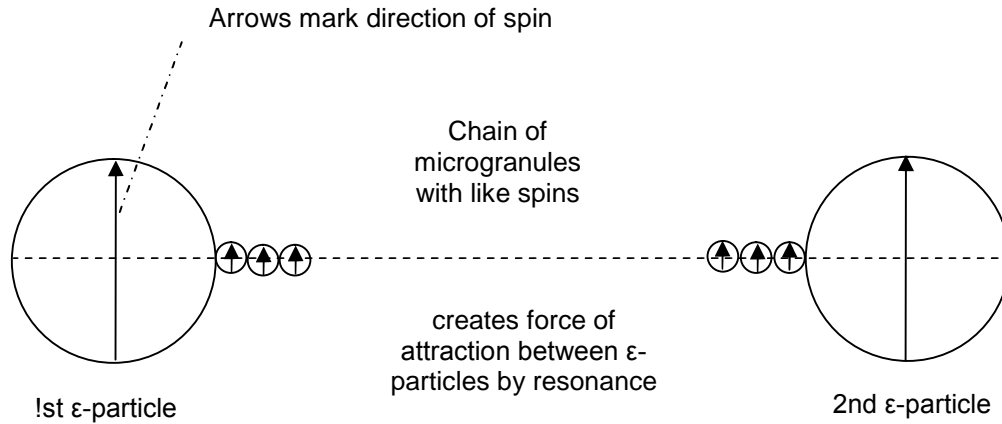 Arrows mark direction of spin
Chain of
microgranules
with like spins
creates force of
attraction between ε-
particles by resonance
!st ε-particle
2nd ε-particle